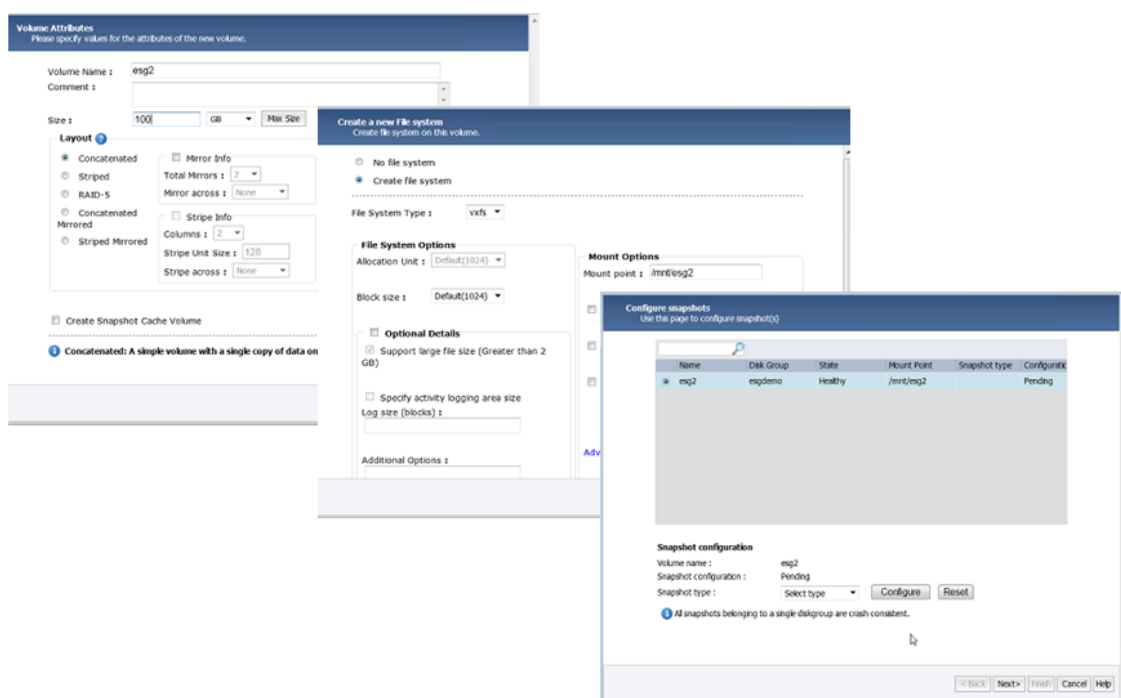 Volume Attributes
Please specify values for the attributes of the new volume.
Volume Name : esg2
Comment :
Size : 100 GB Max Size
Layout
Concatenated
Striped
RAID-5
Concatenated
Mirrored
Striped Mirrored
Mirror Info
Total Mirrors : 2
Mirror across : None
Stripe Info
Columns : 2
Stripe Unit Size : 128
Stripe across : None
Create Snapshot Cache Volume
Concatenated: A simple volume with a single copy of data on
Create a new File system
Create file system on this volume.
No file system
Create file system
File System Type : vxfs
File System Options
Allocation Unit : Default(1024)
Block size : Default(1024)
Optional Details
Support large file size (Greater than 2
GB)
Specify activity logging area size
Log size (blocks) :
Additional Options :
Mount Options
Mount point : /mnt/esg2
Adv
Configure snapshots
Use this page to configure snapshot(s)
Name Disk Group State Mount Point Snapshot type Configuratic
esg2 esgdemo Healthy /mnt/esg2 Pending
Snapshot configuration
Volume name : esg2
Snapshot configuration : Pending
Snapshot type : Select type Configure Reset
All snapshots belonging to a single diskgroup are crash consistent.
< Back Next> Finish Cancel Help